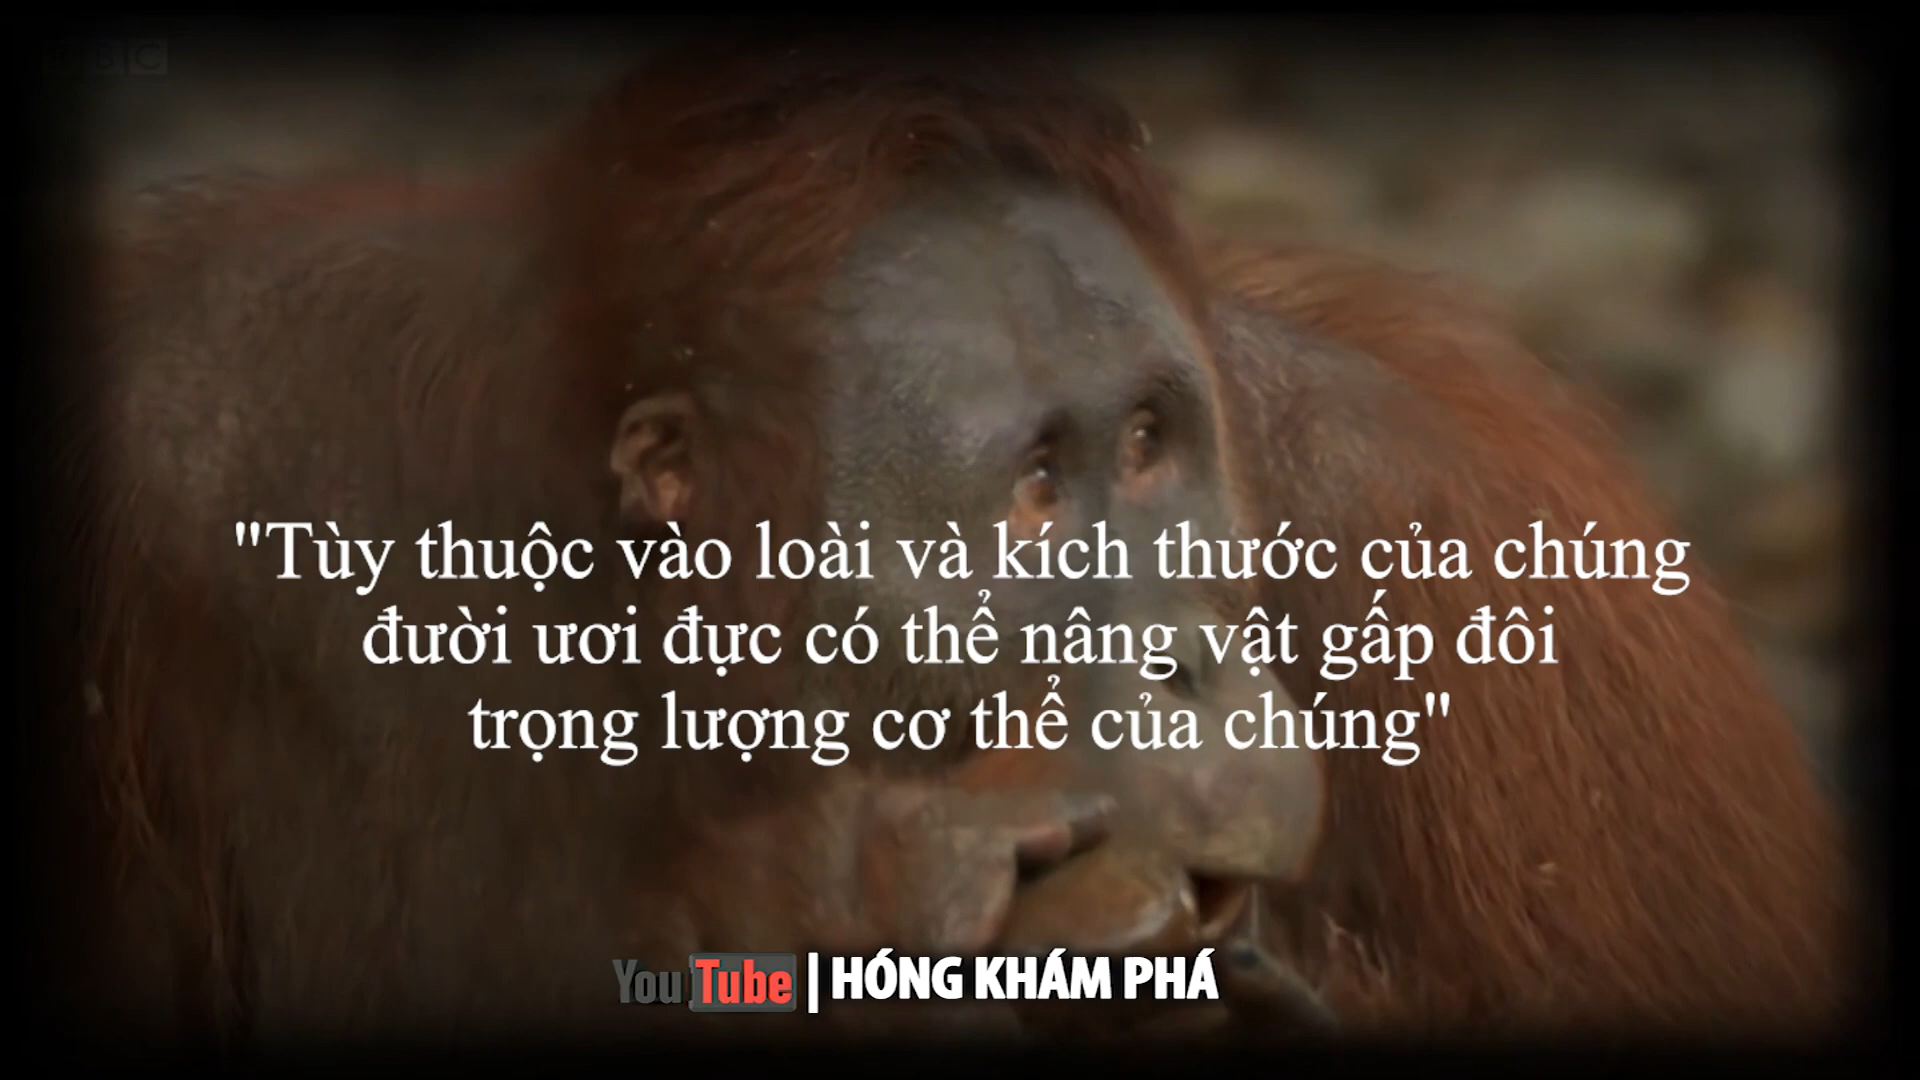 BBC
"Tùy thuộc vào loài và kích thước của chúng
đười ươi đực có thể nâng vật gấp đôi
trọng lượng cơ thể của chúng"
YouTube | HÓNG KHÁM PHÁ